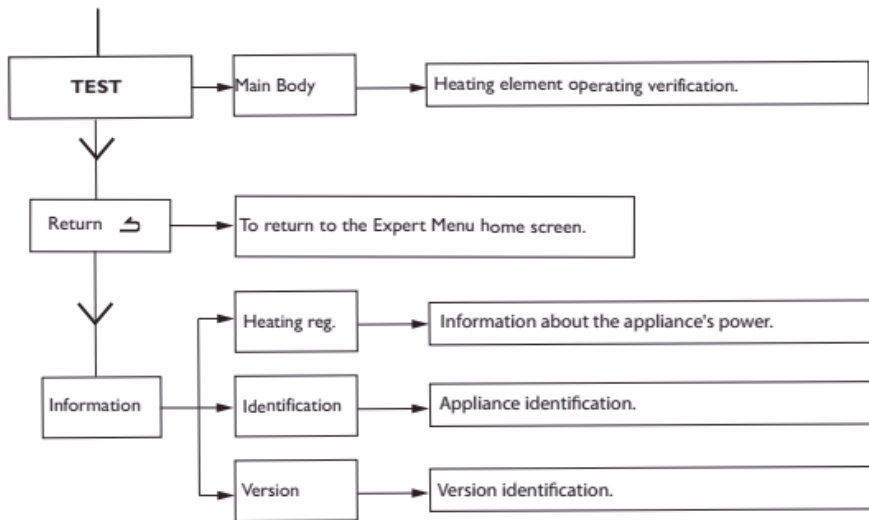 TEST
Main Body
Heating element operating verification.
Return
To return to the Expert Menu home screen.
Heating reg.
Information about the appliance's power.
Information
Identification
Appliance identification.
Version
Version identification.